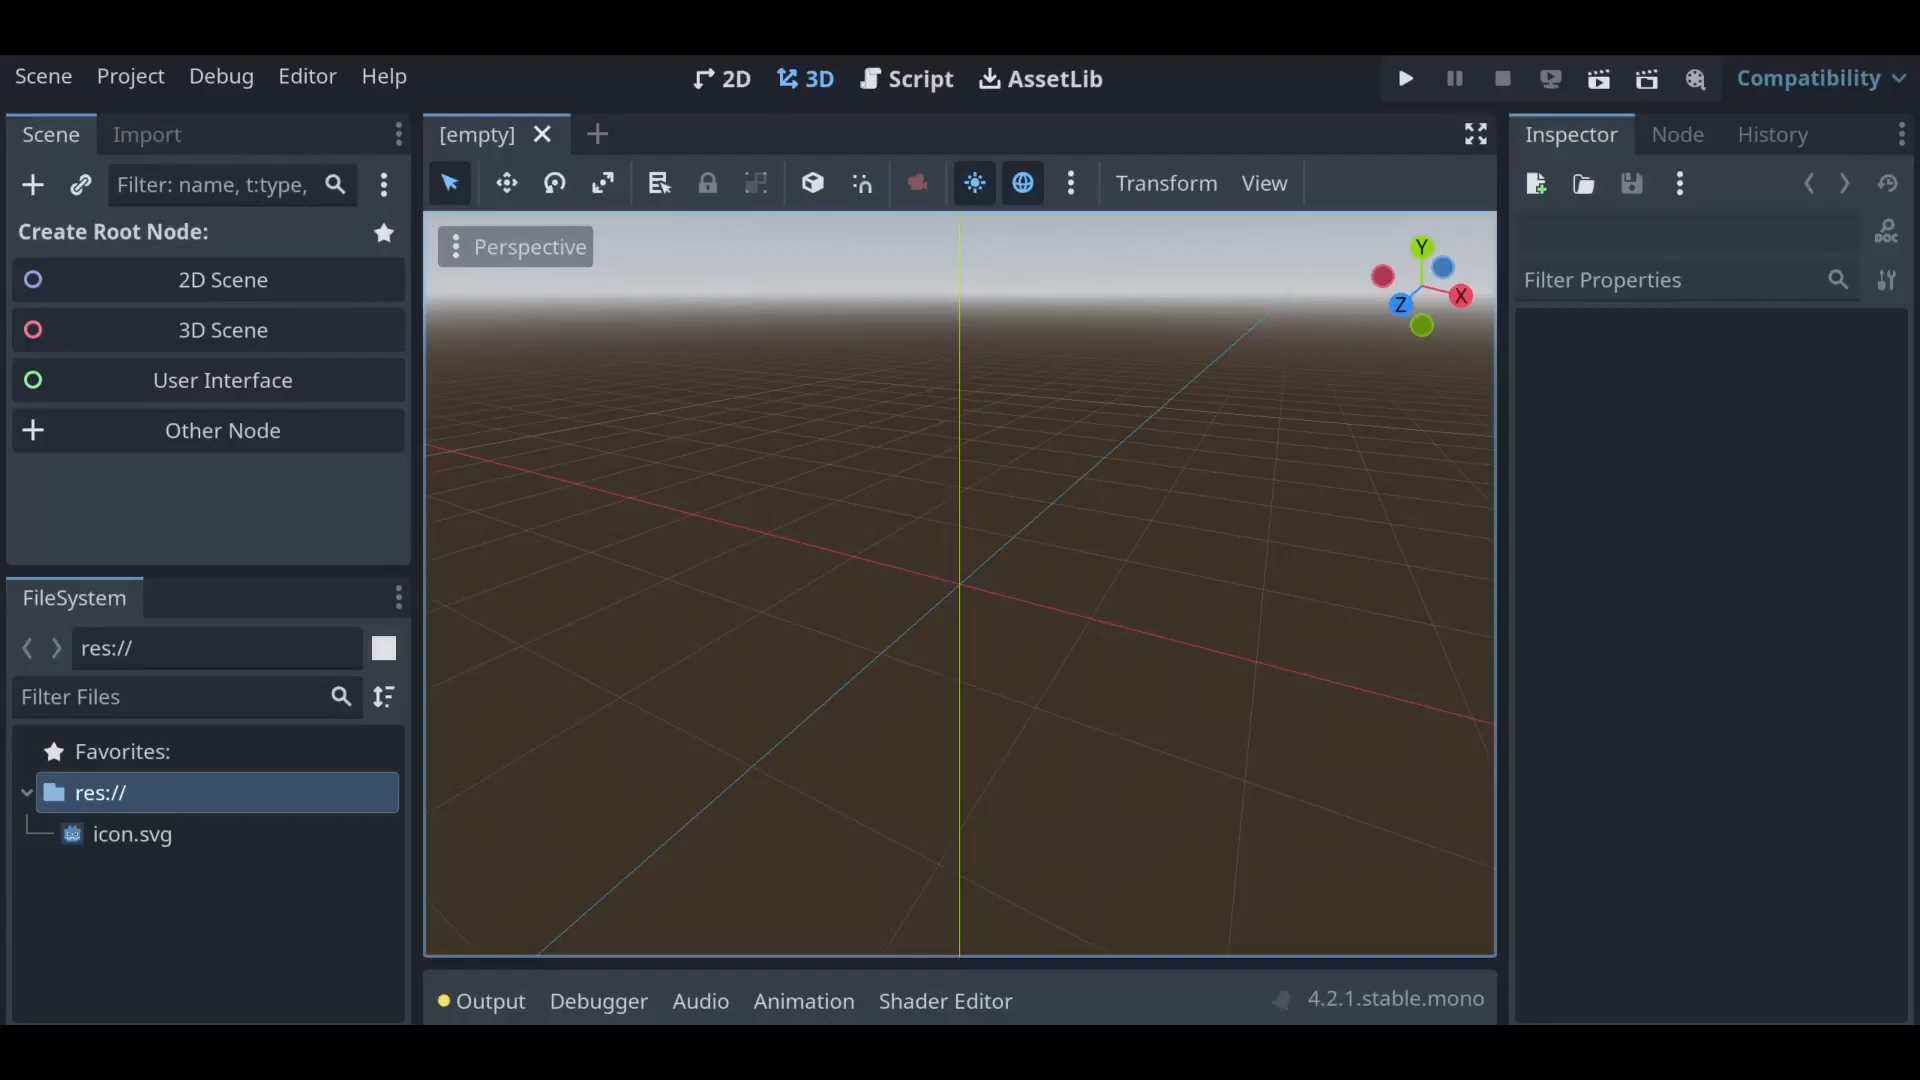 Scene Project Debug Editor Help
2D 3D Script AssetLib
Compatibility
Scene Import
Filter: name, t:type,
Create Root Node:
2D Scene
3D Scene
User Interface
Other Node
FileSystem
res://
Filter Files
Favorites:
res://
icon.svg
[empty]
Transform View
Perspective
Y
X
Z
Output Debugger Audio Animation Shader Editor
4.2.1.stable.mono
Inspector Node History
DOC
Filter Properties